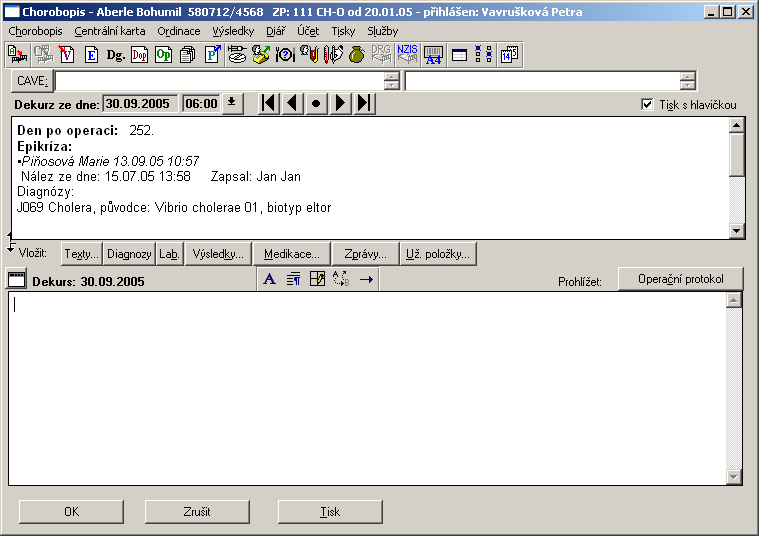 Chorobopis - Aberle Bohumil 580712/4568 ZP: 111 CH-O od 20.01.05 - přihlášen: Vavrušková Petra
Chorobopis Centrální karta Ordinace Výsledky Diář Účet Tisky Služby
V E Dg. Dop Op P DRG NZIS A4 14
CAVE:
Dekurz ze dne: 30.09.2005 06:00 Tisk s hlavičkou
Den po operaci: 252.
Epikríza:
•Piňosová Marie 13.09.05 10:57
Nález ze dne: 15.07.05 13:58 Zapsal: Jan Jan
Diagnózy:
J069 Cholera, původce: Vibrio cholerae 01, biotyp eltor
Vložit: Texty... Diagnozy Lab. Výsledky... Medikace... Zprávy... Už. položky...
Dekurs: 30.09.2005 A Prohlížet: Operační protokol
OK Zrušit Tisk